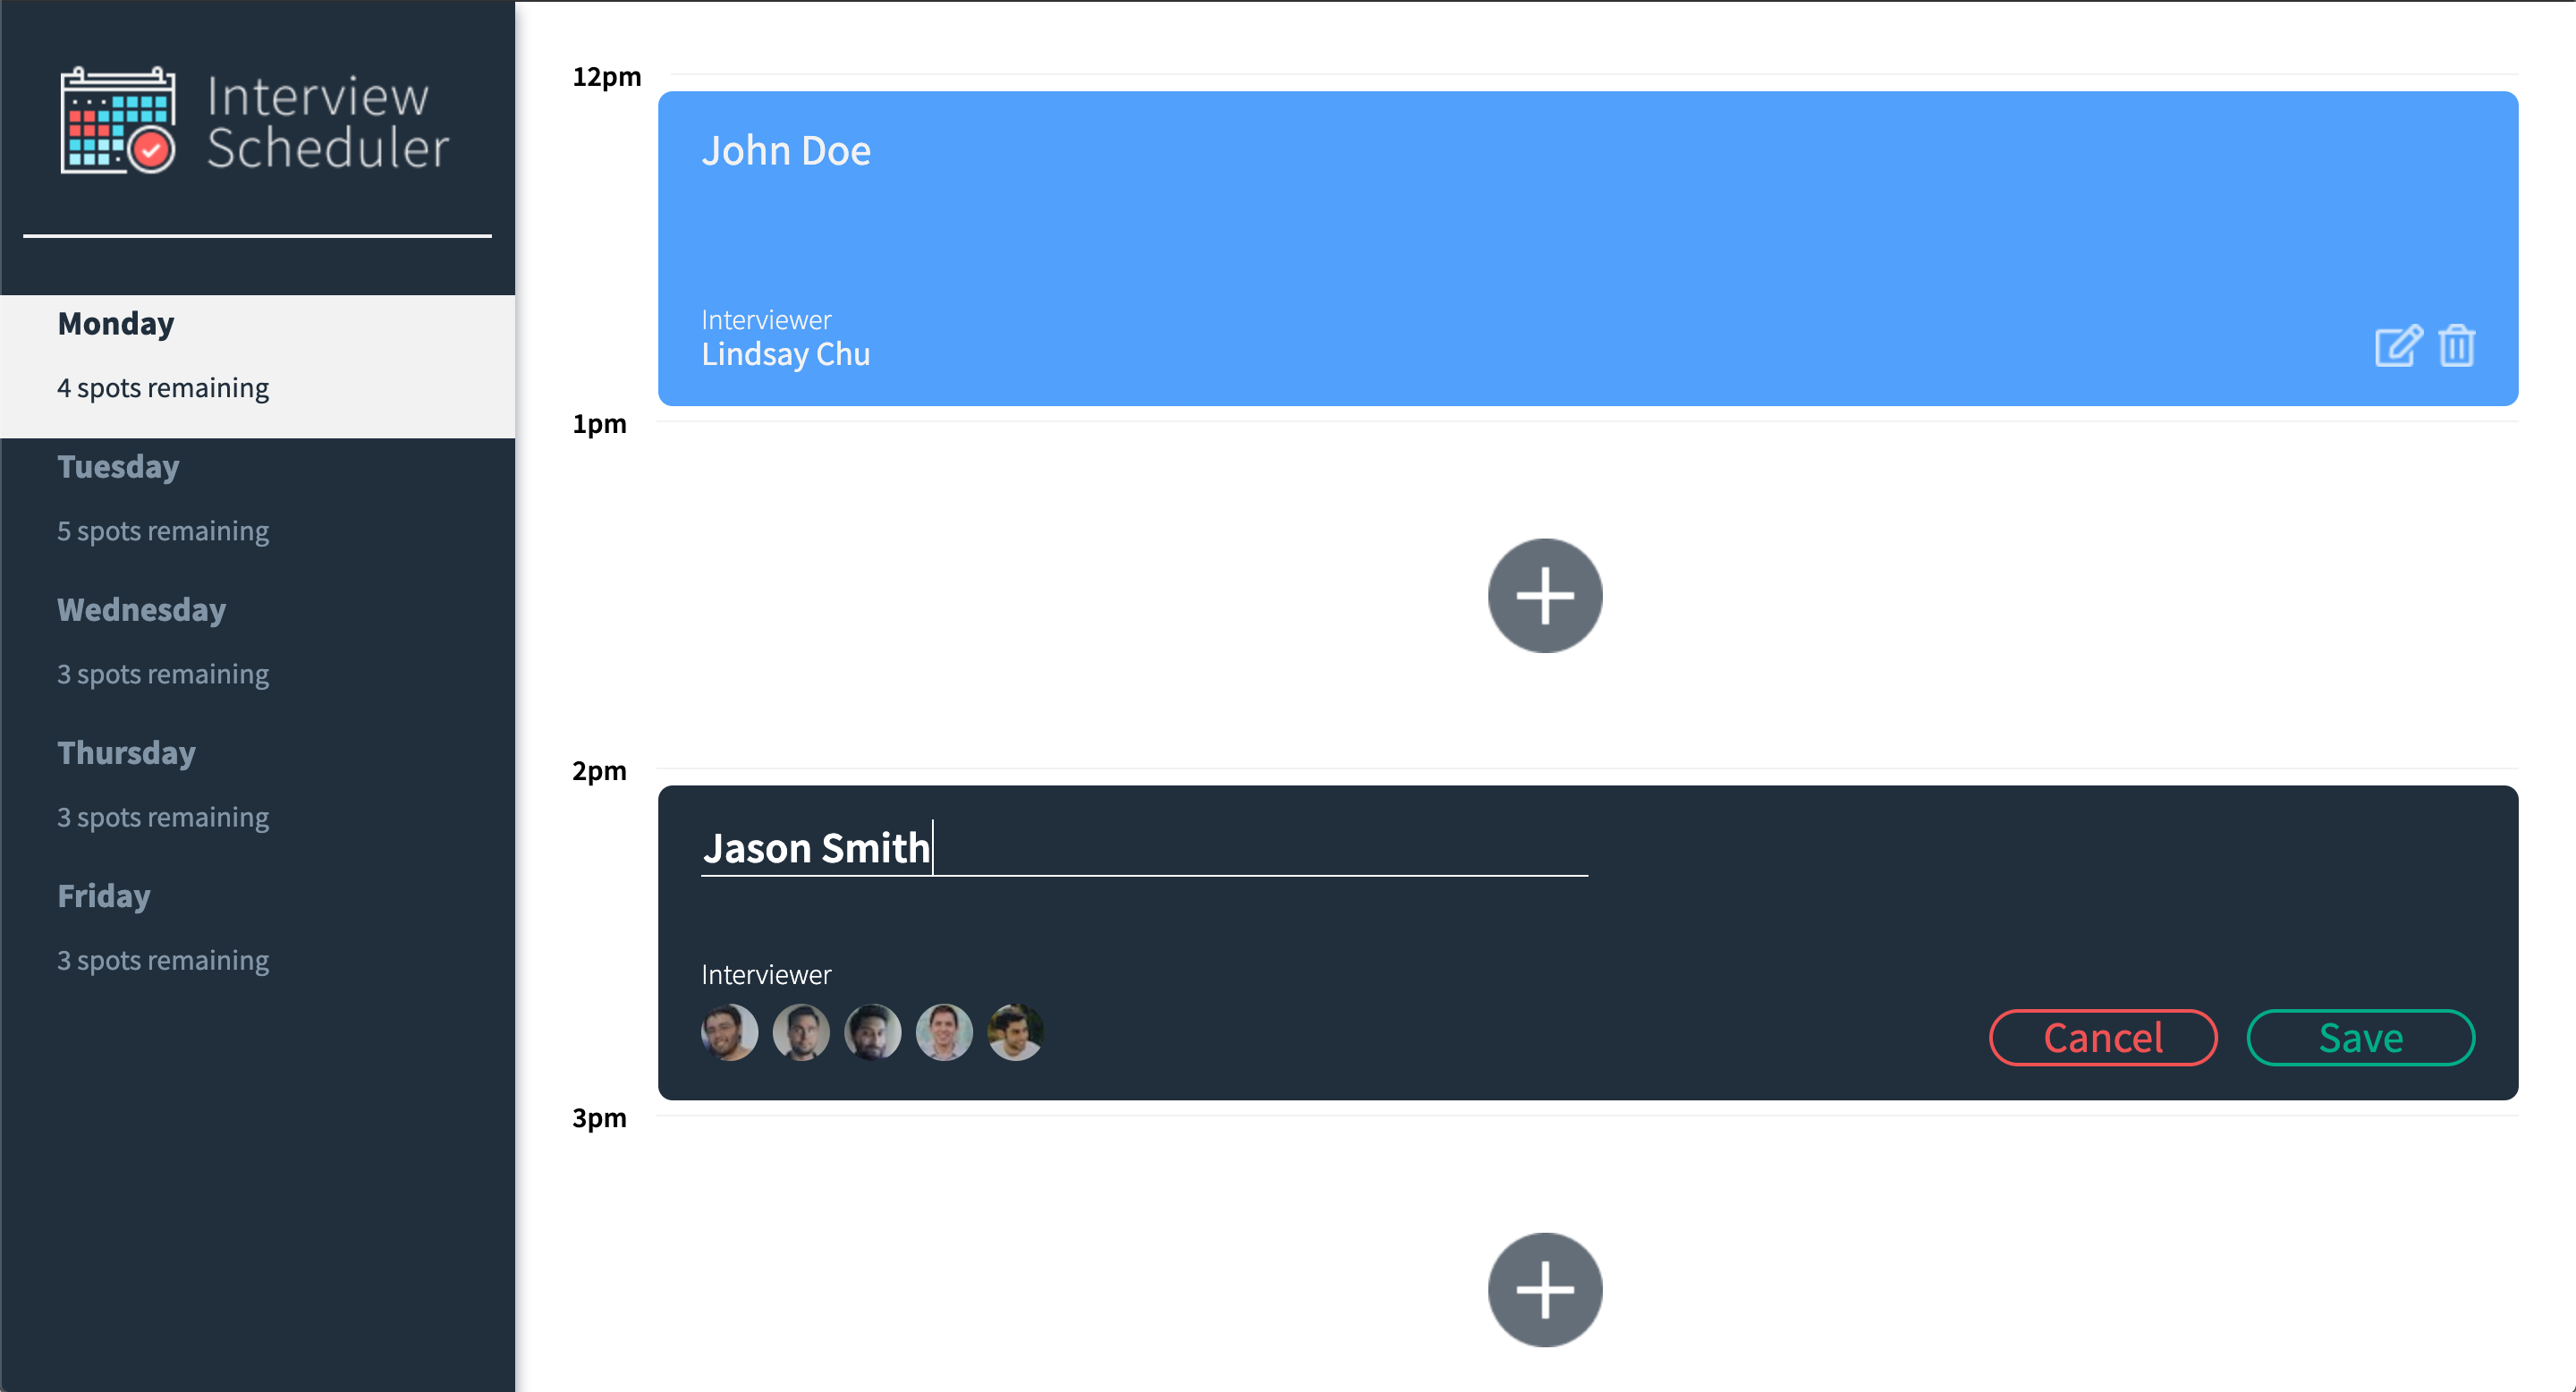 Interview
Scheduler
Monday
4 spots remaining
Tuesday
5 spots remaining
Wednesday
3 spots remaining
Thursday
3 spots remaining
Friday
3 spots remaining
12pm
John Doe
Interviewer
Lindsay Chu
1pm
2pm
Jason Smith
Interviewer
Cancel
Save
3pm